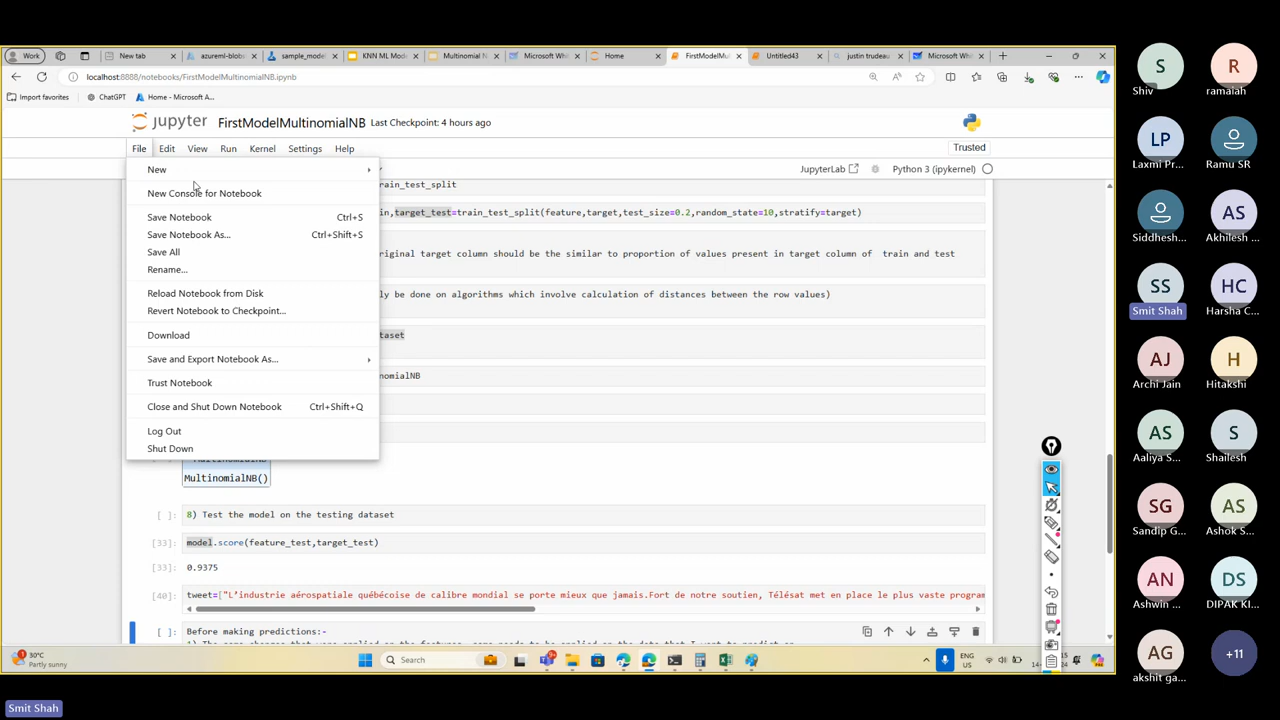 Work
New tab
azureml-blob
sample_model
KNN ML Mode
Multinomial N
Microsoft Whi
Home
FirstModelMul
Untitled43
justin trudeau
Microsoft Whi
localhost:8888/notebooks/FirstModelMultinomialNB.ipynb
Import favorites
ChatGPT
Home - Microsoft A...
jupyter FirstModelMultinomialNB Last Checkpoint: 4 hours ago
File Edit View Run Kernel Settings Help
Trusted
JupyterLab
Python 3 (ipykernel)
New
New Console for Notebook
Save Notebook Ctrl+S
Save Notebook As... Ctrl+Shift+S
Save All
Rename...
Reload Notebook from Disk
Revert Notebook to Checkpoint...
Download
Save and Export Notebook As...
Trust Notebook
Close and Shut Down Notebook Ctrl+Shift+Q
Log Out
Shut Down
rain_test_split
in,target_test=train_test_split(feature,target,test_size=0.2,random_state=10,stratify=target)
riginal target column should be the similar to proportion of values present in target column of train and test
ly be done on algorithms which involve calculation of distances between the row values)
taset
nomialNB
MultinomialNB()
[ ]: 8) Test the model on the testing dataset
[33]: model.score(feature_test,target_test)
[33]: 0.9375
[40]: tweet=["L'industrie aérospatiale québécoise de calibre mondial se porte mieux que jamais.Fort de notre soutien, Télésat met en place le plus vaste program
[ ]: Before making predictions:-
30°C
Partly sunny
Search
ENG
US
Shiv
ramaiah
LP
Laxmi Pr...
Ramu SR
Siddhesh...
AS
Akhilesh ...
SS
Smit Shah
HC
Harsha C...
AJ
Archi Jain
H
Hitakshi
AS
Aaliya S...
S
Shailesh
SG
Sandip G...
AS
Ashok S...
AN
Ashwin ...
DS
DIPAK KI...
AG
akshit ga...
+11
S
R
Smit Shah